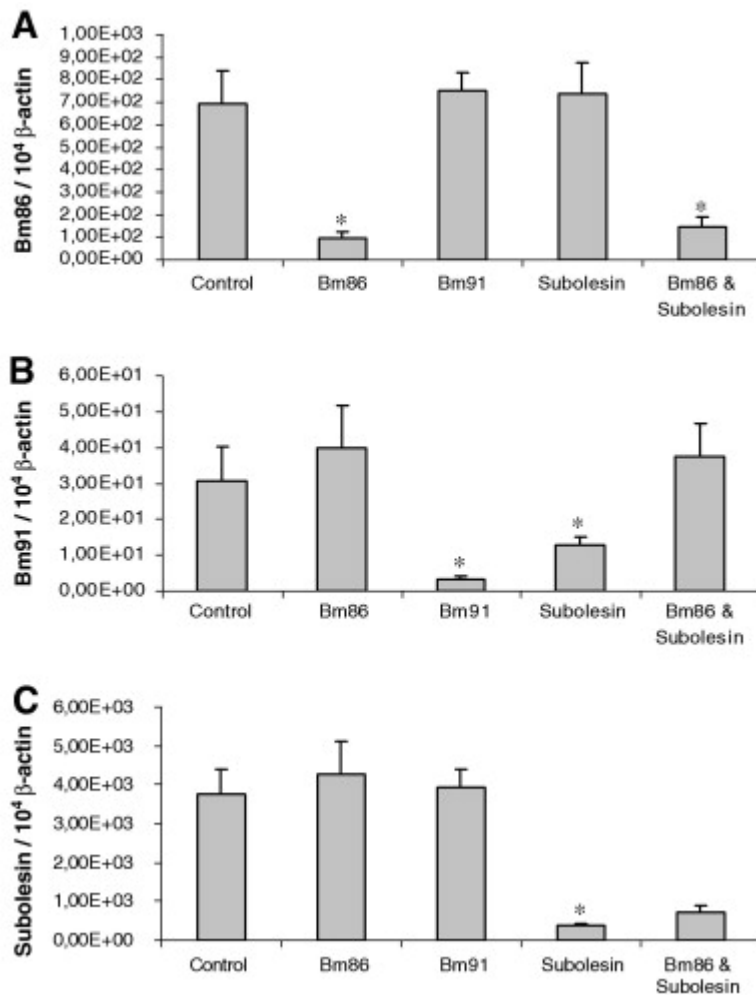 A
Bm86 / 10⁴ β-actin
1,00E+03
9,00E+02
8,00E+02
7,00E+02
6,00E+02
5,00E+02
4,00E+02
3,00E+02
2,00E+02
1,00E+02
0,00E+00
*
*
Control Bm86 Bm91 Subolesin Bm86 &
Subolesin
B
Bm91 / 10⁴ β-actin
6,00E+01
5,00E+01
4,00E+01
3,00E+01
2,00E+01
1,00E+01
0,00E+00
*
*
Control Bm86 Bm91 Subolesin Bm86 &
Subolesin
C
Subolesin / 10⁴ β-actin
6,00E+03
5,00E+03
4,00E+03
3,00E+03
2,00E+03
1,00E+03
0,00E+00
*
Control Bm86 Bm91 Subolesin Bm86 &
Subolesin